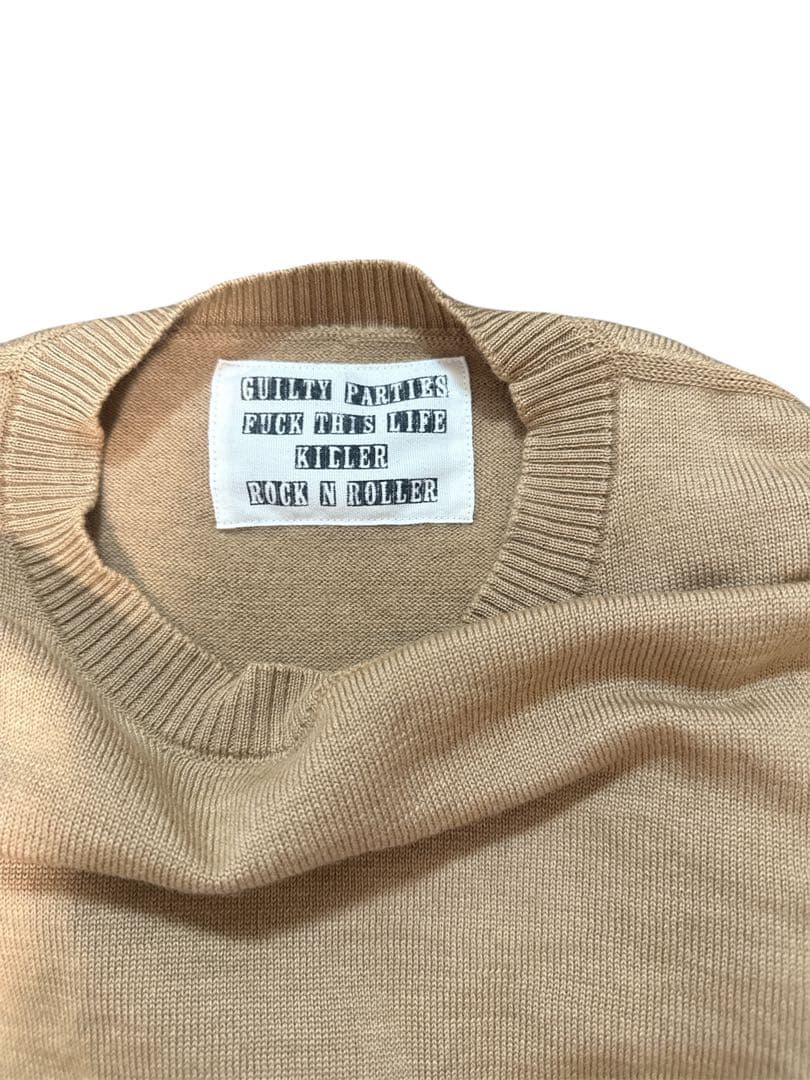 GUILTY PARTIES
FUCK THIS LIFE
KILLER
ROCK N ROLLER